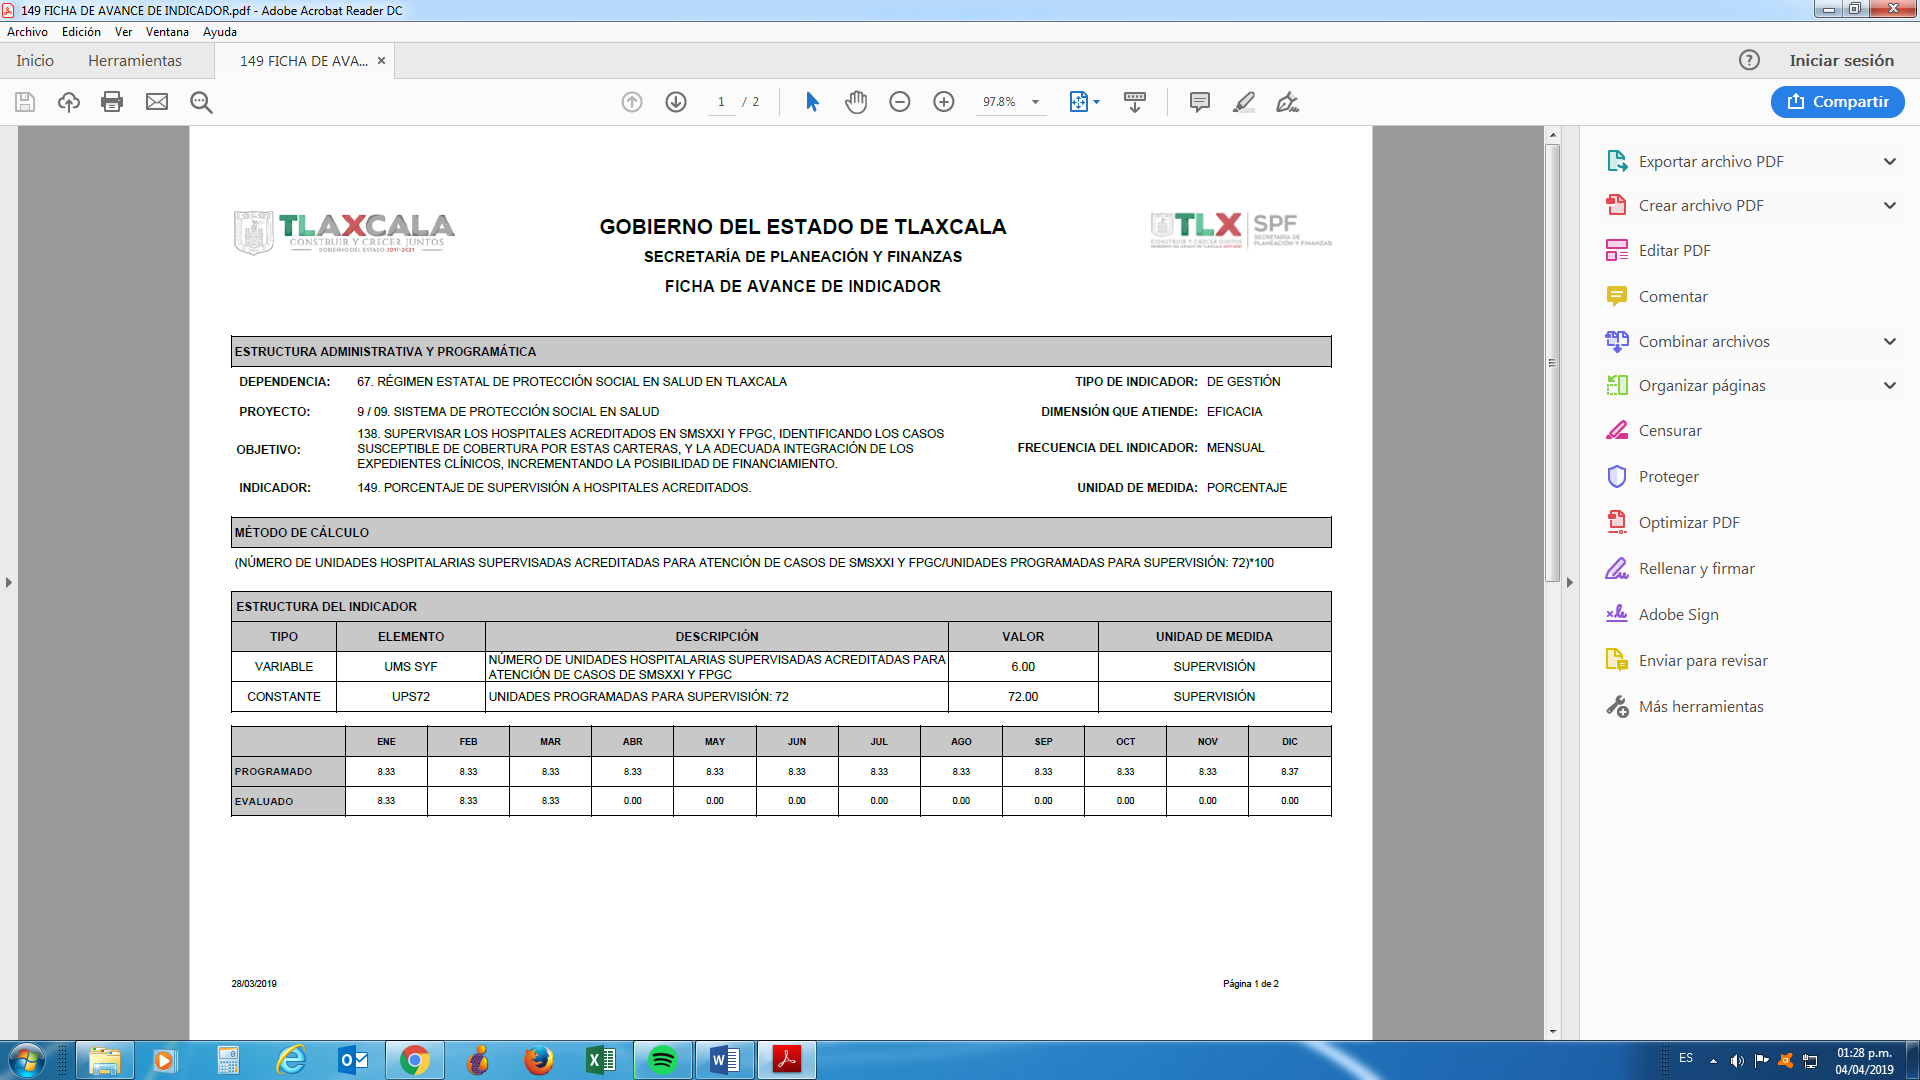 149 FICHA DE AVANCE DE INDICADOR.pdf - Adobe Acrobat Reader DC
Archivo Edición Ver Ventana Ayuda
Inicio Herramientas 149 FICHA DE AVA... × ? Iniciar sesión
1 / 2 97.8% Compartir
TLAXCALA
CONSTRUIR Y CRECER JUNTOS
GOBIERNO DEL ESTADO 2017-2021
GOBIERNO DEL ESTADO DE TLAXCALA
SECRETARÍA DE PLANEACIÓN Y FINANZAS
FICHA DE AVANCE DE INDICADOR
TLX SPF
CONSTRUIR Y CRECER JUNTOS
SECRETARÍA DE
PLANEACIÓN Y FINANZAS
ESTRUCTURA ADMINISTRATIVA Y PROGRAMÁTICA
DEPENDENCIA: 67. RÉGIMEN ESTATAL DE PROTECCIÓN SOCIAL EN SALUD EN TLAXCALA TIPO DE INDICADOR: DE GESTIÓN
PROYECTO: 9 / 09. SISTEMA DE PROTECCIÓN SOCIAL EN SALUD DIMENSIÓN QUE ATIENDE: EFICACIA
OBJETIVO: 138. SUPERVISAR LOS HOSPITALES ACREDITADOS EN SMSXXI Y FPGC, IDENTIFICANDO LOS CASOS
SUSCEPTIBLE DE COBERTURA POR ESTAS CARTERAS, Y LA ADECUADA INTEGRACIÓN DE LOS
EXPEDIENTES CLÍNICOS, INCREMENTANDO LA POSIBILIDAD DE FINANCIAMIENTO.
FRECUENCIA DEL INDICADOR: MENSUAL
INDICADOR: 149. PORCENTAJE DE SUPERVISIÓN A HOSPITALES ACREDITADOS. UNIDAD DE MEDIDA: PORCENTAJE
MÉTODO DE CÁLCULO
(NÚMERO DE UNIDADES HOSPITALARIAS SUPERVISADAS ACREDITADAS PARA ATENCIÓN DE CASOS DE SMSXXI Y FPGC/UNIDADES PROGRAMADAS PARA SUPERVISIÓN: 72)*100
ESTRUCTURA DEL INDICADOR
TIPO ELEMENTO DESCRIPCIÓN VALOR UNIDAD DE MEDIDA
VARIABLE UMS SYF NÚMERO DE UNIDADES HOSPITALARIAS SUPERVISADAS ACREDITADAS PARA
ATENCIÓN DE CASOS DE SMSXXI Y FPGC 6.00 SUPERVISIÓN
CONSTANTE UPS72 UNIDADES PROGRAMADAS PARA SUPERVISIÓN: 72 72.00 SUPERVISIÓN
ENE FEB MAR ABR MAY JUN JUL AGO SEP OCT NOV DIC
PROGRAMADO 8.33 8.33 8.33 8.33 8.33 8.33 8.33 8.33 8.33 8.33 8.33 8.37
EVALUADO 8.33 8.33 8.33 0.00 0.00 0.00 0.00 0.00 0.00 0.00 0.00 0.00
28/03/2019 Página 1 de 2
Exportar archivo PDF
Crear archivo PDF
Editar PDF
Comentar
Combinar archivos
Organizar páginas
Censurar
Proteger
Optimizar PDF
Rellenar y firmar
Adobe Sign
Enviar para revisar
Más herramientas
ES
01:28 p.m.
04/04/2019